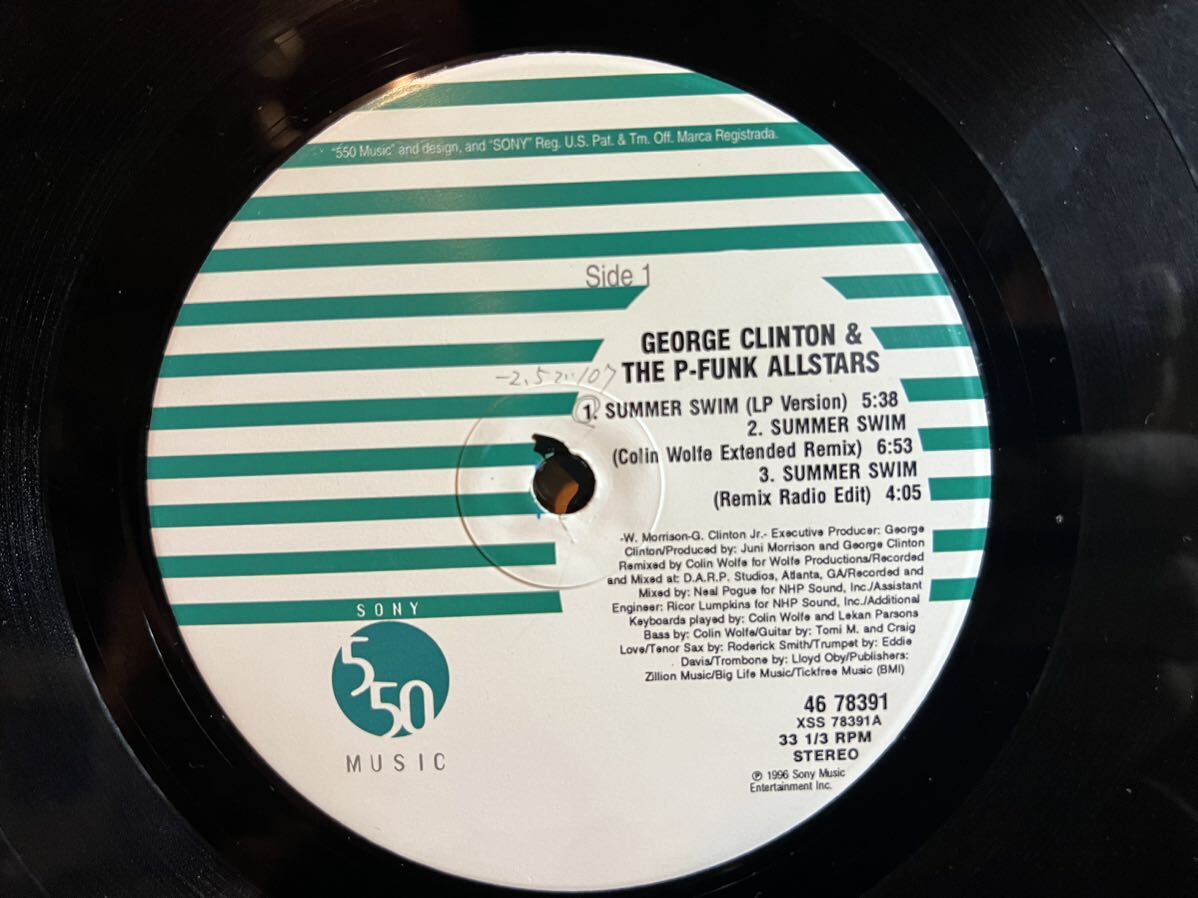 "550 Music" and design, and "SONY" Reg. U.S. Pat. & Tm. Off. Marca Registrada.
Side 1
GEORGE CLINTON &
THE P-FUNK ALLSTARS
1. SUMMER SWIM (LP Version) 5:38
2. SUMMER SWIM
(Colin Wolfe Extended Remix) 6:53
3. SUMMER SWIM
(Remix Radio Edit) 4:05
-W. Morrison-G. Clinton Jr.- Executive Producer: George
Clinton/Produced by: Juni Morrison and George Clinton
Remixed by Colin Wolfe for Wolfe Productions/Recorded
and Mixed at: D.A.R.P. Studios, Atlanta, GA/Recorded and
Mixed by: Neal Pogue for NHP Sound, Inc./Assistant
Engineer: Ricor Lumpkins for NHP Sound, Inc./Additional
Keyboards played by: Colin Wolfe and Lekan Parsons
Bass by: Colin Wolfe/Guitar by: Tomi M. and Craig
Love/Tenor Sax by: Roderick Smith/Trumpet by: Eddie
Davis/Trombone by: Lloyd Oby/Publishers:
Zillion Music/Big Life Music/Tickfree Music (BMI)
46 78391
XSS 78391A
33 1/3 RPM
STEREO
℗ 1996 Sony Music
Entertainment Inc.
SONY
550
MUSIC